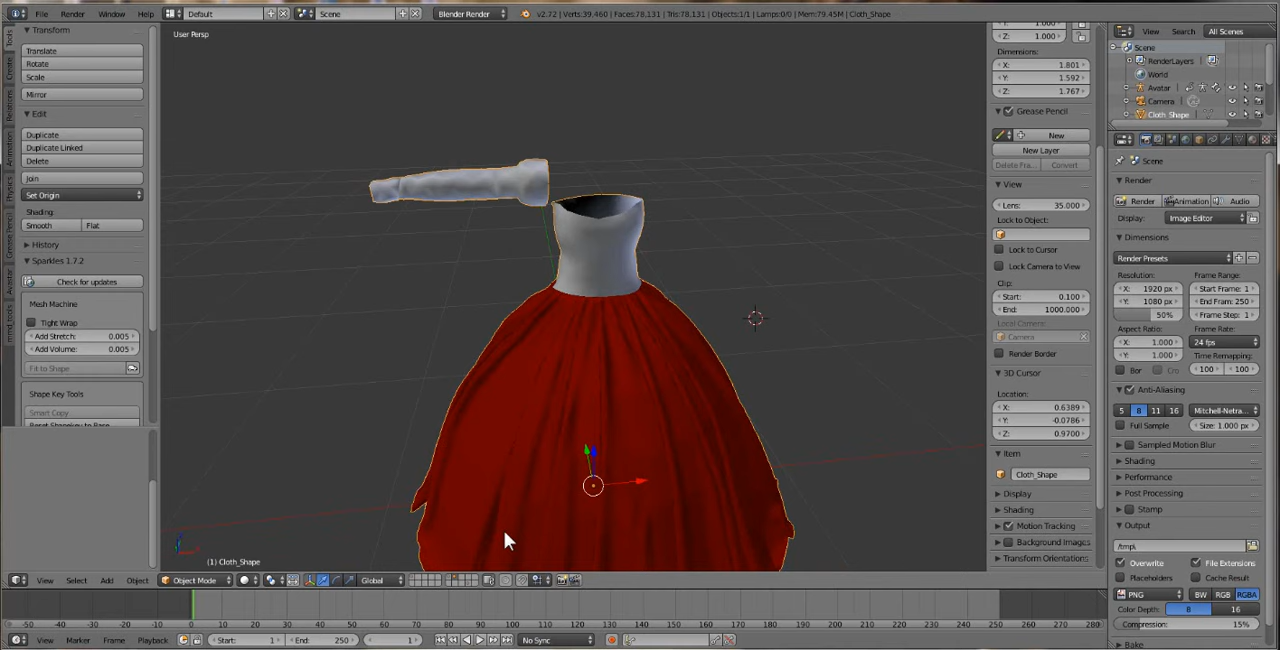 File Render Window Help Default Scene Blender Render v2.72 | Verts:39,460 | Faces:78,131 | Tris:78,131 | Objects:1/1 | Lamps:0/0 | Mem:79.45M | Cloth_Shape
Tools
Create
Relations
Animation
Physics
Grease Pencil
Avastar
Transform
Translate
Rotate
Scale
Mirror
Edit
Duplicate
Duplicate Linked
Delete
Join
Set Origin
Shading:
Smooth Flat
History
Sparkles 1.7.2
Check for updates
Mesh Machine
Tight Wrap
Add Stretch: 0.005
Add Volume: 0.005
Fit to Shape
Shape Key Tools
Smart Copy
Reset Shapekey to Base
User Persp
(1) Cloth_Shape
View Select Add Object Object Mode Global
Z: 1.000
Dimensions:
X: 1.801
Y: 1.592
Z: 1.767
Grease Pencil
New
New Layer
Delete Fra... Convert
View
Lens: 35.000
Lock to Object:
Lock to Cursor
Lock Camera to View
Clip:
Start: 0.100
End: 1000.000
Local Camera:
Camera
Render Border
3D Cursor
Location:
X: 0.6389
Y: -0.0786
Z: 0.9700
Item
Cloth_Shape
Display
Shading
Motion Tracking
Background Images
Transform Orientations
View Search All Scenes
Scene
RenderLayers
World
Avatar
Camera
Cloth_Shape
Scene
Render
Render Animation Audio
Display: Image Editor
Dimensions
Render Presets
Resolution: Frame Range:
X: 1920 px Start Frame: 1
Y: 1080 px End Fram: 250
50% Frame Step: 1
Aspect Ratio: Frame Rate:
X: 1.000 24 fps
Y: 1.000 Time Remapping:
Bor Cro 100 100
Anti-Aliasing
5 8 11 16 Mitchell-Netra...
Full Sample Size: 1.000 px
Sampled Motion Blur
Shading
Performance
Post Processing
Stamp
Output
/tmp\
Overwrite File Extensions
Placeholders Cache Result
PNG BW RGB RGBA
Color Depth: 8 16
Compression: 15%
Bake
-50 -40 -30 -20 -10 0 10 20 30 40 50 60 70 80 90 100 110 120 130 140 150 160 170 180 190 200 210 220 230 240 250 260 270 280
View Marker Frame Playback Start: 1 End: 250 1 No Sync